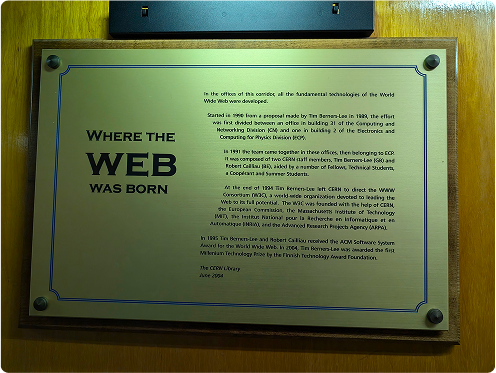 WHERE THE
WEB
WAS BORN
In the offices of this corridor, all the fundamental technologies of the World
Wide Web were developed.
Started in 1990 from a proposal made by Tim Berners-Lee in 1989, the effort
was first divided between an office in building 31 of the Computing and
Networking Division (CN) and one in building 2 of the Electronics and
Computing for Physics Division (ECP).
In 1991 the team came together in these offices, then belonging to ECP.
It was composed of two CERN staff members, Tim Berners-Lee (GB) and
Robert Cailliau (BE), aided by a number of Fellows, Technical Students,
a Coopérant and Summer Students.
At the end of 1994 Tim Berners-Lee left CERN to direct the WWW
Consortium (W3C), a world-wide organization devoted to leading the
Web to its full potential. The W3C was founded with the help of CERN,
the European Commission, the Massachusetts Institute of Technology
(MIT), the Institut National pour la Recherche en Informatique et en
Automatique (INRIA), and the Advanced Research Projects Agency (ARPA).
In 1995 Tim Berners-Lee and Robert Cailliau received the ACM Software System
Award for the World Wide Web. In 2004, Tim Berners-Lee was awarded the first
Millenium Technology Prize by the Finnish Technology Award Foundation.
The CERN Library
June 2004